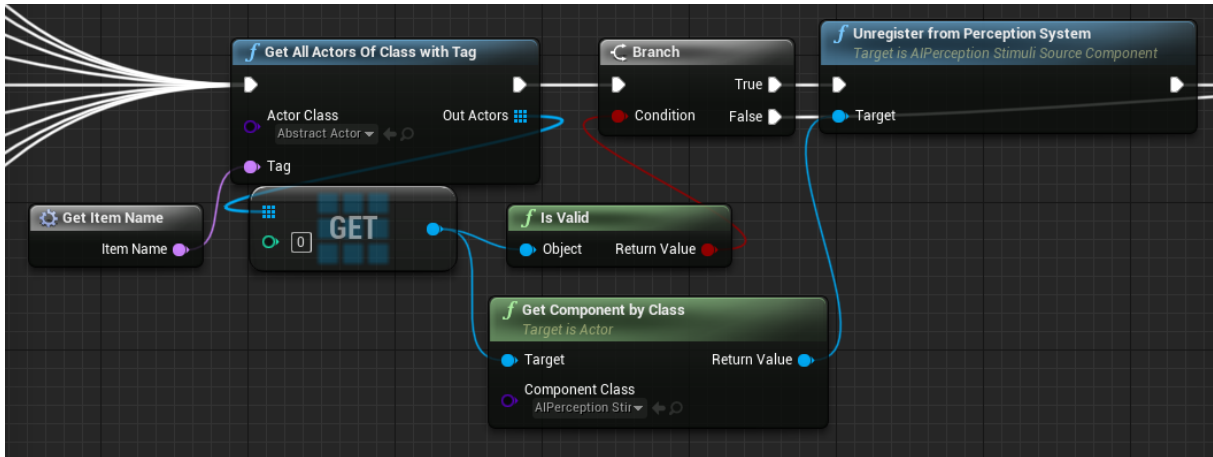 Get All Actors Of Class with Tag
Actor Class
Abstract Actor
Out Actors
Tag
Branch
True
Condition
False
Unregister from Perception System
Target is AIPerception Stimuli Source Component
Target
Get Item Name
Item Name
0
GET
Is Valid
Object
Return Value
Get Component by Class
Target is Actor
Target
Return Value
Component Class
AIPerception Stir